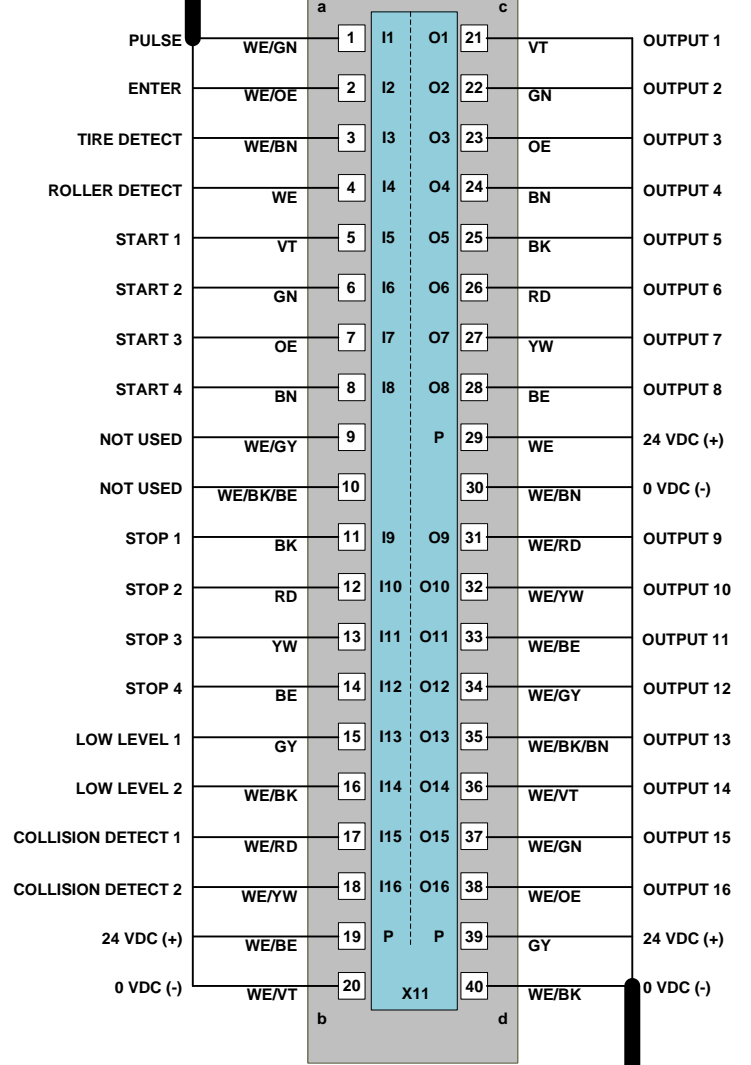 a c
PULSE WE/GN 1 I1 O1 21 VT OUTPUT 1
ENTER WE/OE 2 I2 O2 22 GN OUTPUT 2
TIRE DETECT WE/BN 3 I3 O3 23 OE OUTPUT 3
ROLLER DETECT WE 4 I4 O4 24 BN OUTPUT 4
START 1 VT 5 I5 O5 25 BK OUTPUT 5
START 2 GN 6 I6 O6 26 RD OUTPUT 6
START 3 OE 7 I7 O7 27 YW OUTPUT 7
START 4 BN 8 I8 O8 28 BE OUTPUT 8
NOT USED WE/GY 9 P 29 WE 24 VDC (+)
NOT USED WE/BK/BE 10 30 WE/BN 0 VDC (-)
STOP 1 BK 11 I9 O9 31 WE/RD OUTPUT 9
STOP 2 RD 12 I10 O10 32 WE/YW OUTPUT 10
STOP 3 YW 13 I11 O11 33 WE/BE OUTPUT 11
STOP 4 BE 14 I12 O12 34 WE/GY OUTPUT 12
LOW LEVEL 1 GY 15 I13 O13 35 WE/BK/BN OUTPUT 13
LOW LEVEL 2 WE/BK 16 I14 O14 36 WE/VT OUTPUT 14
COLLISION DETECT 1 WE/RD 17 I15 O15 37 WE/GN OUTPUT 15
COLLISION DETECT 2 WE/YW 18 I16 O16 38 WE/OE OUTPUT 16
24 VDC (+) WE/BE 19 P P 39 GY 24 VDC (+)
0 VDC (-) WE/VT 20 X11 40 WE/BK 0 VDC (-)
b d